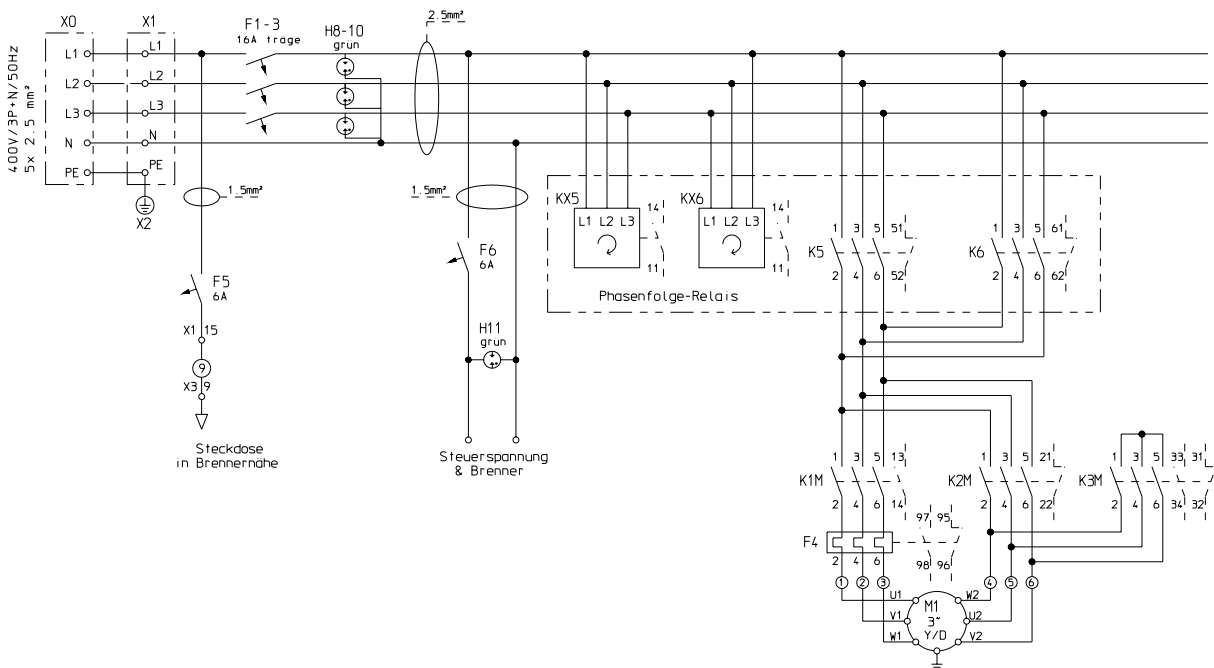 X0 X1 F1-3 16A träge H8-10 grün 2.5mm²
400V/3P+N/50Hz
5x 2.5 mm²
L1 L1
L2 L2
L3 L3
N N
PE PE
X2
1.5mm² 1.5mm²
F5
6A
X1 15
9
X3 9
Steckdose
in Brennernähe
F6
6A
H11
grün
Steuerspannung
& Brenner
KX5 L1 L2 L3 14 11
KX6 L1 L2 L3 14 11
Phasenfolge-Relais
K5 1 3 5 51
2 4 6 52
K6 1 3 5 61
2 4 6 62
K1M 1 3 5 13
2 4 6 14
K2M 1 3 5 21
2 4 6 22
K3M 1 3 5 33 31
2 4 6 34 32
F4 97 95
2 4 6 98 96
1 2 3 4 5 6
U1 W2
V1 U2
W1 V2
M1
3~
Y/D